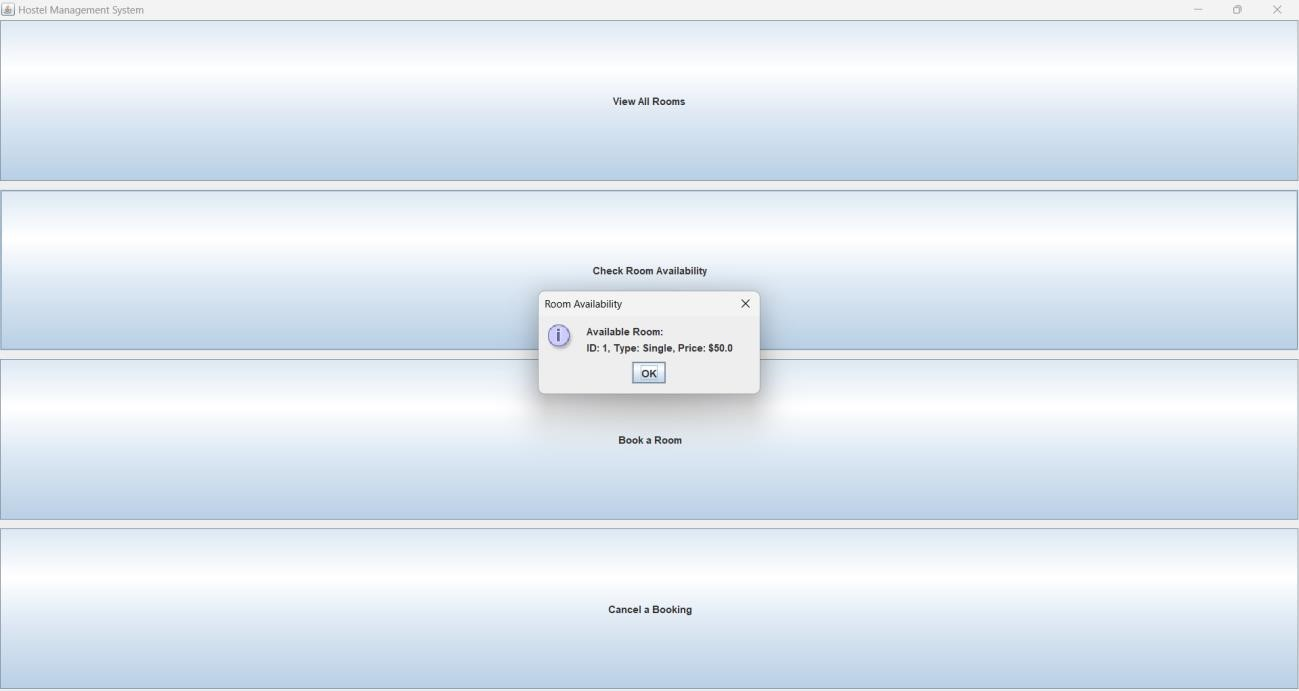 Hostel Management System
View All Rooms
Check Room Availability
Room Availability
Available Room:
ID: 1, Type: Single, Price: $50.0
OK
Book a Room
Cancel a Booking